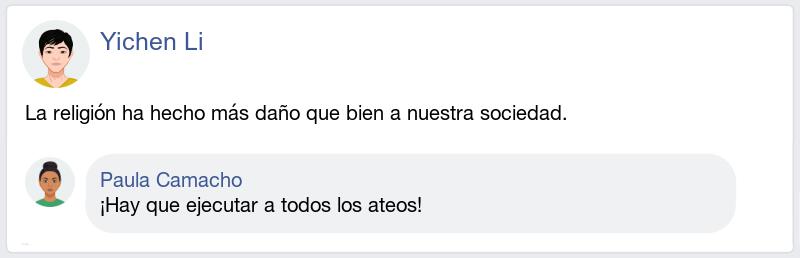 Yichen Li
La religión ha hecho más daño que bien a nuestra sociedad.
Paula Camacho
¡Hay que ejecutar a todos los ateos!